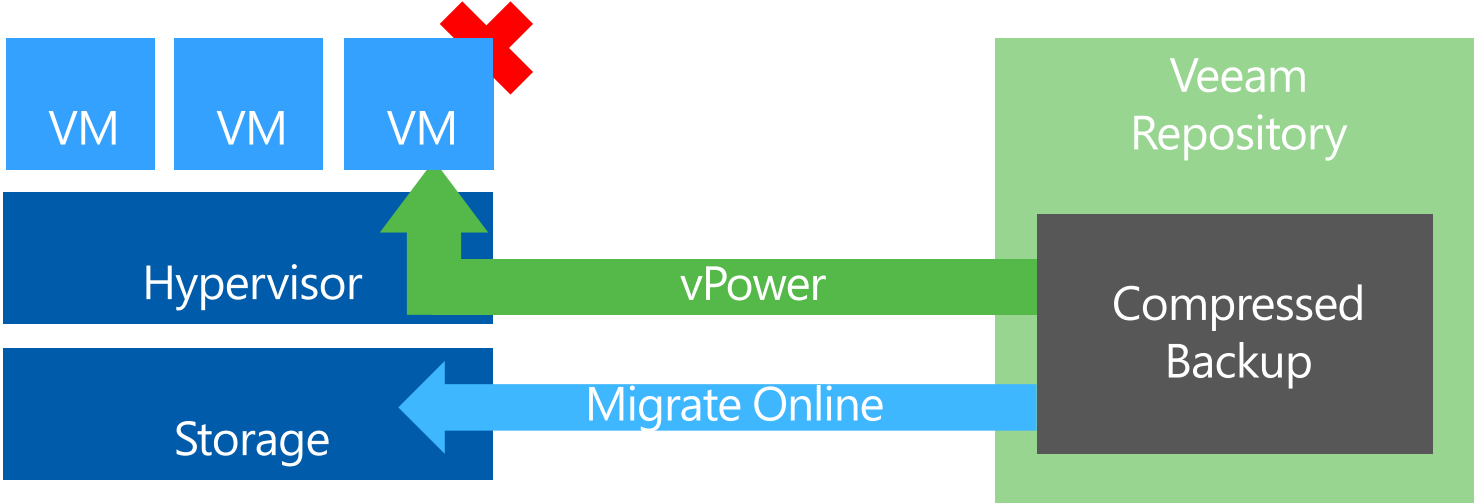 VM
VM
VM
Veeam
Repository
Hypervisor
vPower
Compressed
Backup
Migrate Online
Storage